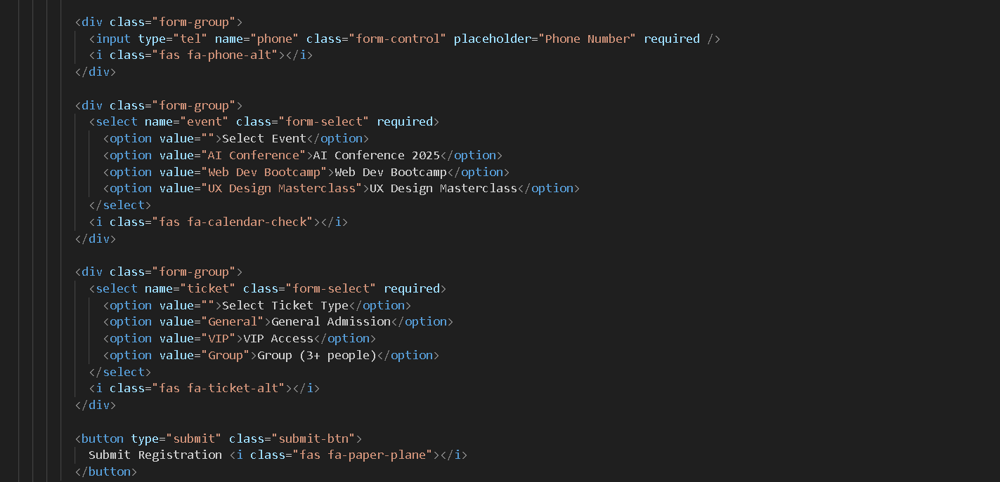 <div class="form-group">
<input type="tel" name="phone" class="form-control" placeholder="Phone Number" required />
<i class="fas fa-phone-alt"></i>
</div>
<div class="form-group">
<select name="event" class="form-select" required>
<option value="">Select Event</option>
<option value="AI Conference">AI Conference 2025</option>
<option value="Web Dev Bootcamp">Web Dev Bootcamp</option>
<option value="UX Design Masterclass">UX Design Masterclass</option>
</select>
<i class="fas fa-calendar-check"></i>
</div>
<div class="form-group">
<select name="ticket" class="form-select" required>
<option value="">Select Ticket Type</option>
<option value="General">General Admission</option>
<option value="VIP">VIP Access</option>
<option value="Group">Group (3+ people)</option>
</select>
<i class="fas fa-ticket-alt"></i>
</div>
<button type="submit" class="submit-btn">
Submit Registration <i class="fas fa-paper-plane"></i>
</button>